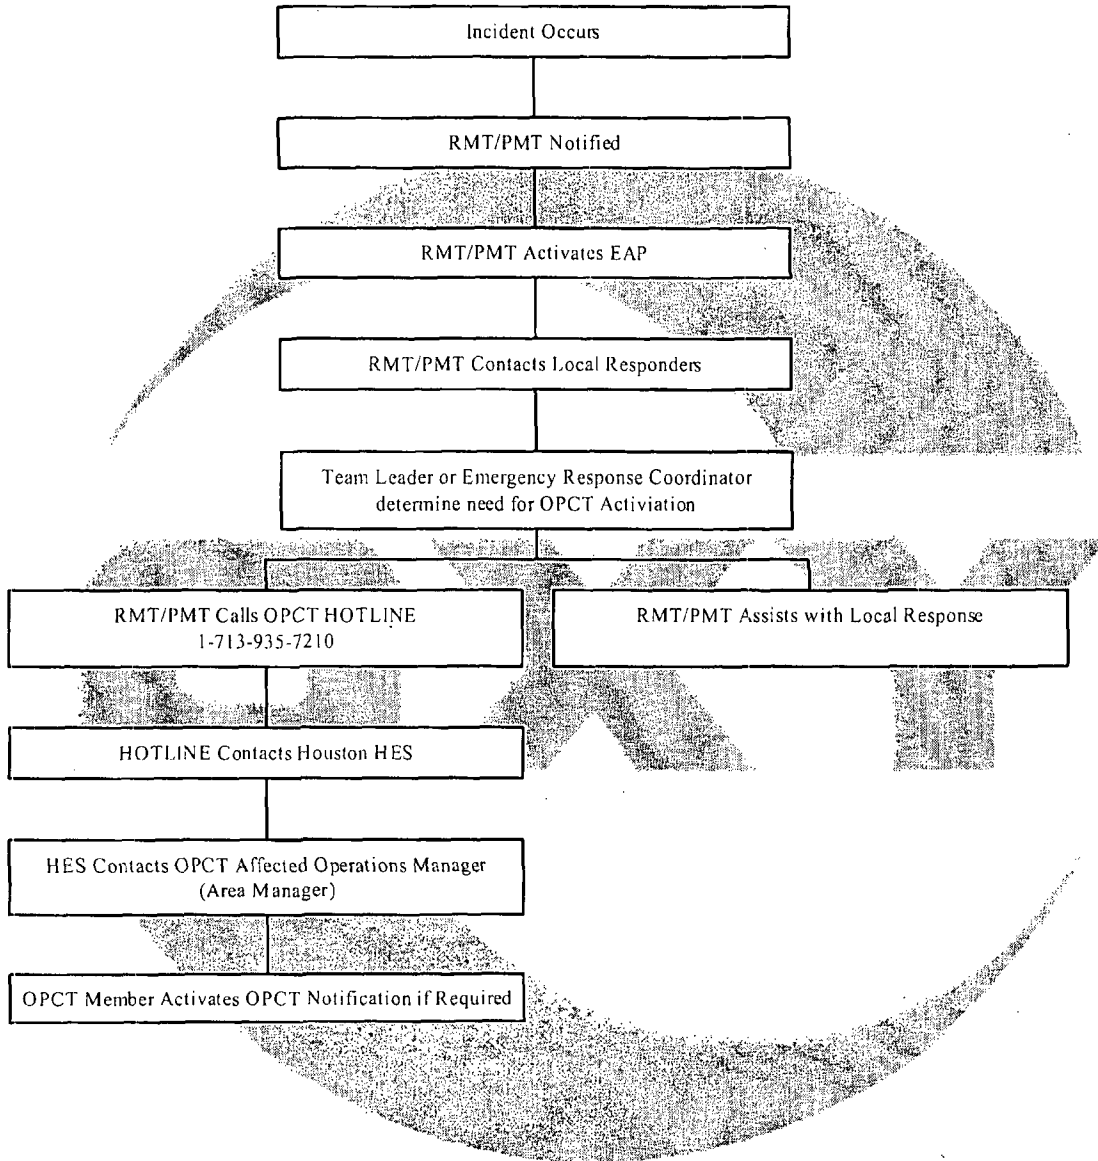 Incident Occurs
RMT/PMT Notified
RMT/PMT Activates EAP
RMT/PMT Contacts Local Responders
Team Leader or Emergency Response Coordinator
determine need for OPCT Activiation
RMT/PMT Calls OPCT HOTLINE
1-713-935-7210
RMT/PMT Assists with Local Response
HOTLINE Contacts Houston HES
HES Contacts OPCT Affected Operations Manager
(Area Manager)
OPCT Member Activates OPCT Notification if Required
OXY